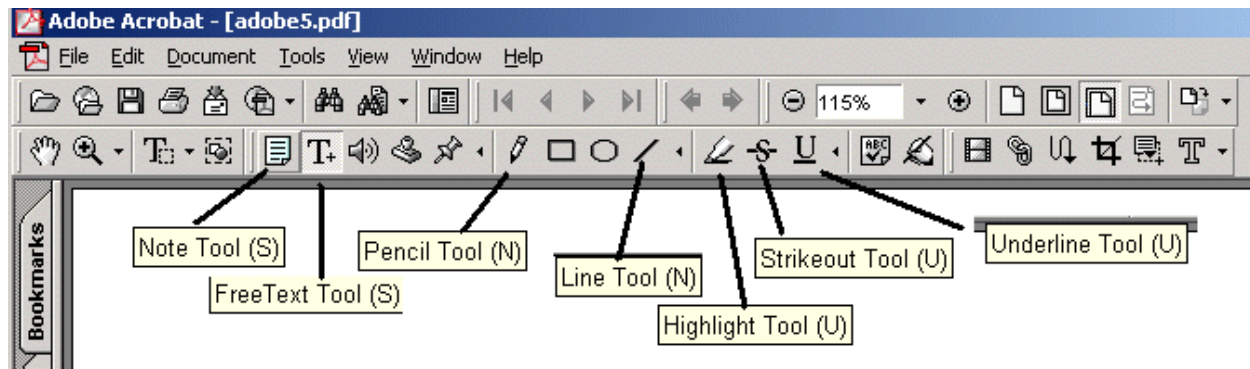 Adobe Acrobat - [adobe5.pdf]
File Edit Document Tools View Window Help
115%
T T+ S U ABC T
Bookmarks
Note Tool (S)
Pencil Tool (N)
Line Tool (N)
Strikeout Tool (U)
Underline Tool (U)
FreeText Tool (S)
Highlight Tool (U)